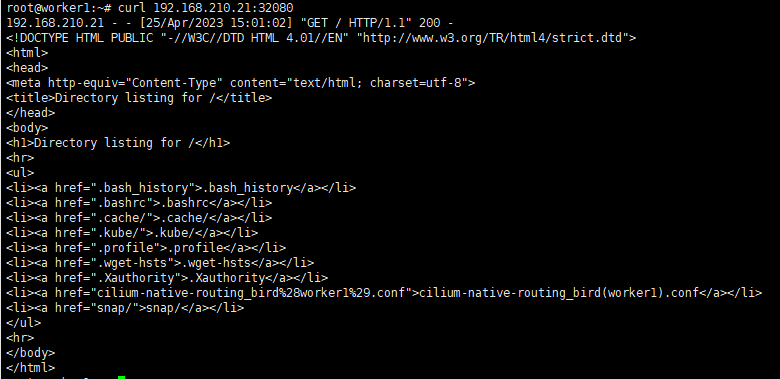 root@worker1:~# curl 192.168.210.21:32080
192.168.210.21 - - [25/Apr/2023 15:01:02] "GET / HTTP/1.1" 200 -
<!DOCTYPE HTML PUBLIC "-//W3C//DTD HTML 4.01//EN" "http://www.w3.org/TR/html4/strict.dtd">
<html>
<head>
<meta http-equiv="Content-Type" content="text/html; charset=utf-8">
<title>Directory listing for /</title>
</head>
<body>
<h1>Directory listing for /</h1>
<hr>
<ul>
<li><a href=".bash_history">.bash_history</a></li>
<li><a href=".bashrc">.bashrc</a></li>
<li><a href=".cache/">.cache/</a></li>
<li><a href=".kube/">.kube/</a></li>
<li><a href=".profile">.profile</a></li>
<li><a href=".wget-hsts">.wget-hsts</a></li>
<li><a href=".Xauthority">.Xauthority</a></li>
<li><a href="cilium-native-routing_bird%28worker1%29.conf">cilium-native-routing_bird(worker1).conf</a></li>
<li><a href="snap/">snap/</a></li>
</ul>
<hr>
</body>
</html>